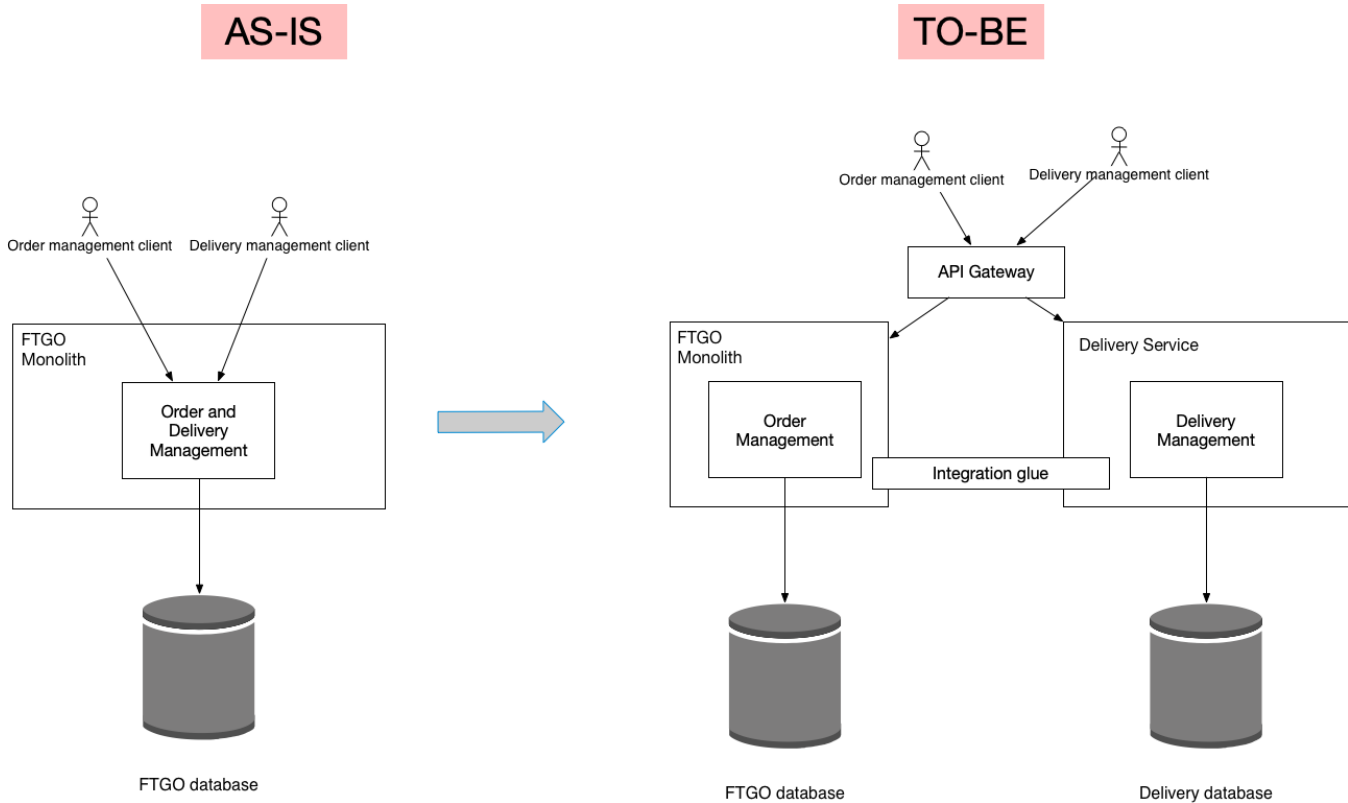 AS-IS
Order management client
Delivery management client
FTGO
Monolith
Order and
Delivery
Management
FTGO database
TO-BE
Order management client
Delivery management client
API Gateway
FTGO
Monolith
Order
Management
Integration glue
Delivery Service
Delivery
Management
FTGO database
Delivery database